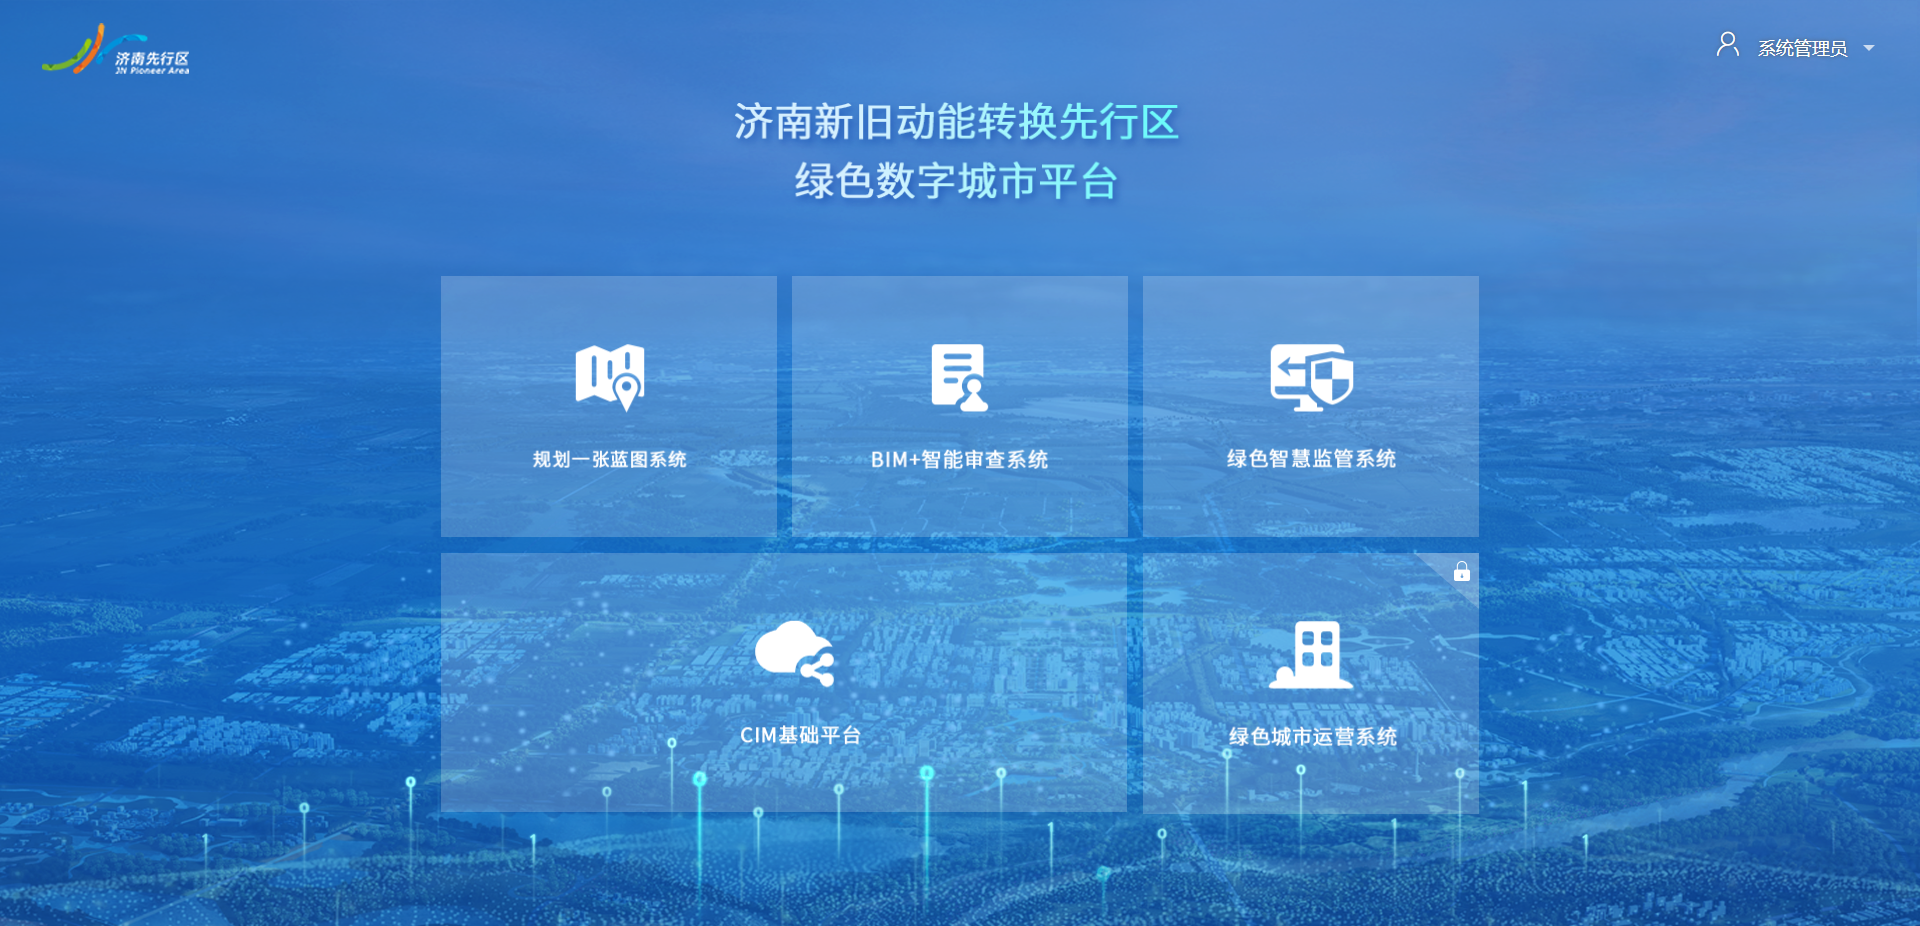 济南先行区
JN Pioneer Area
系统管理员
济南新旧动能转换先行区
绿色数字城市平台
规划一张蓝图系统
BIM+智能审查系统
绿色智慧监管系统
CIM基础平台
绿色城市运营系统